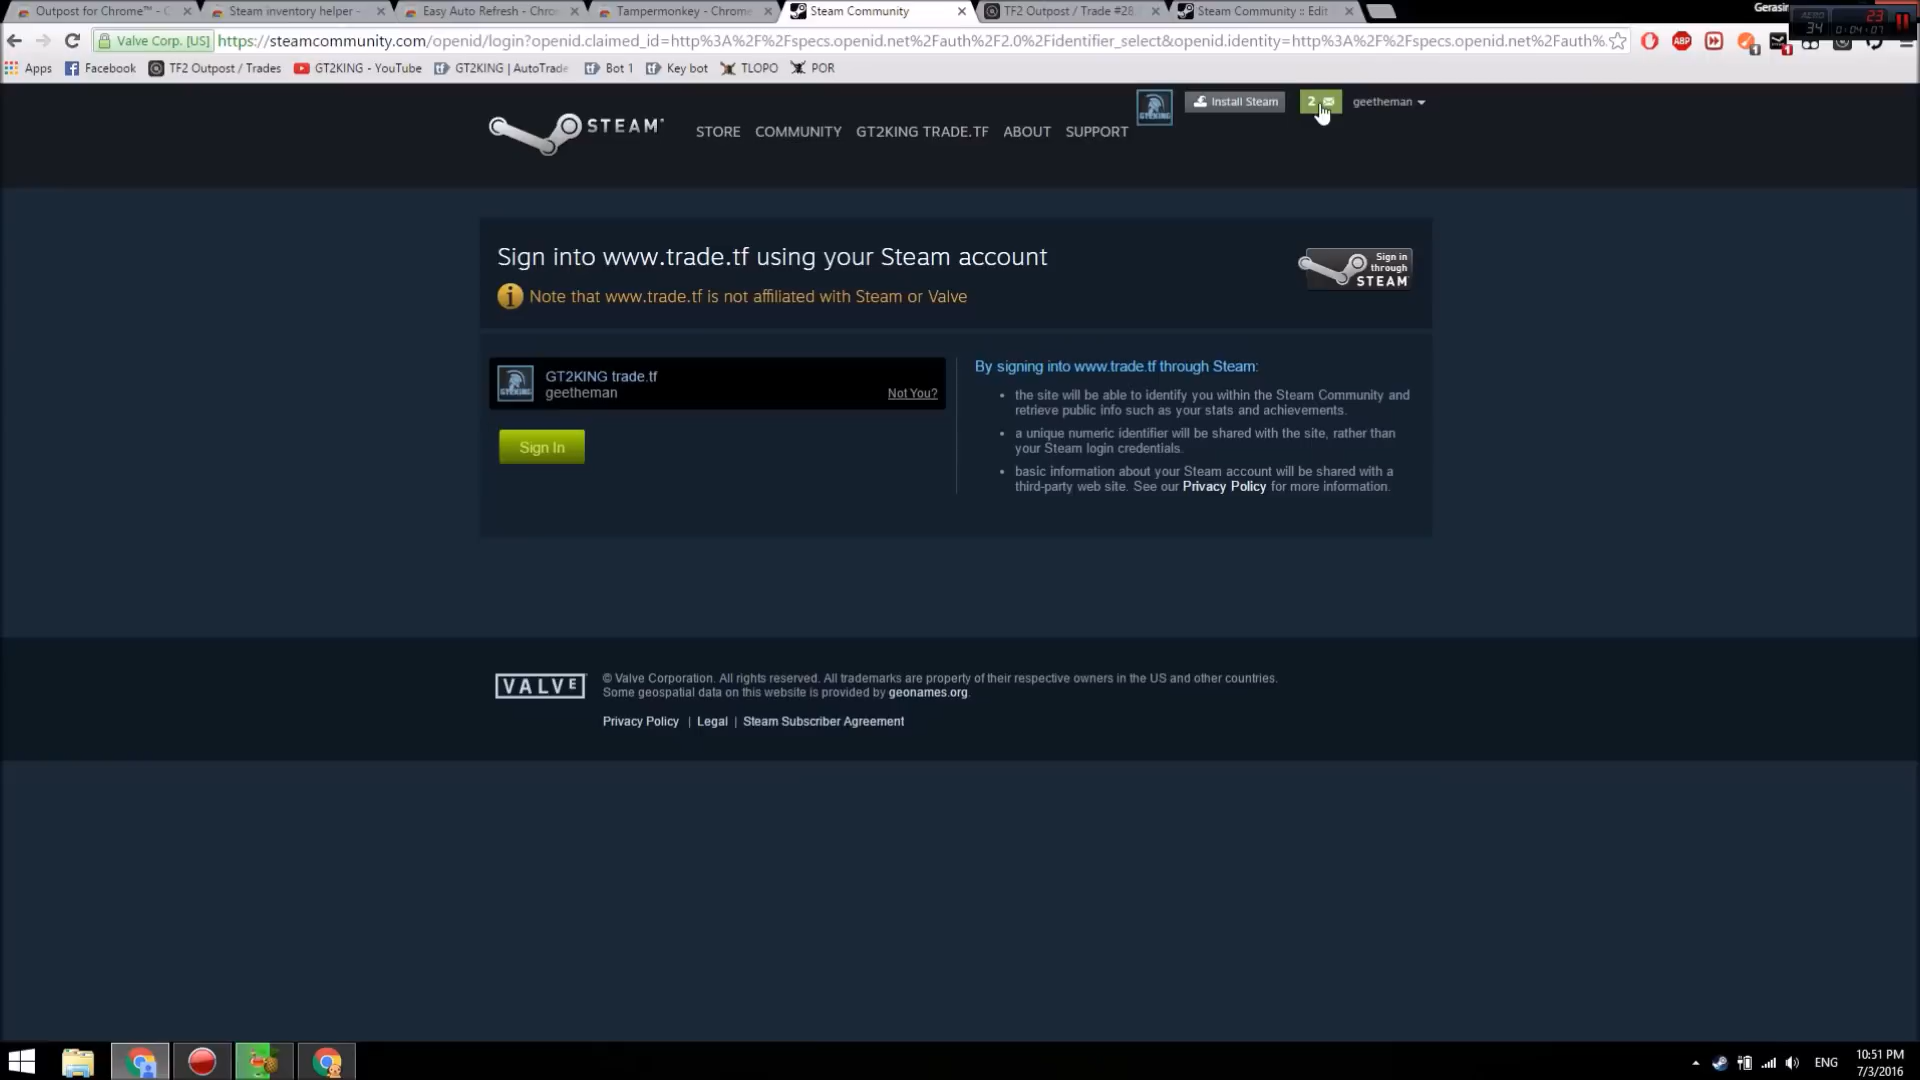 Outpost for Chrome™ - C
Steam inventory helper -
Easy Auto Refresh - Chro
Tampermonkey - Chrome
Steam Community
TF2 Outpost / Trade #28
Steam Community :: Edit
Gerasin
AERO
34
23
0:04:07
Valve Corp. [US]
https://steamcommunity.com/openid/login?openid.claimed_id=http%3A%2F%2Fspecs.openid.net%2Fauth%2F2.0%2Fidentifier_select&openid.identity=http%3A%2F%2Fspecs.openid.net%2Fauth%2F
ABP
1
1
Apps
Facebook
TF2 Outpost / Trades
GT2KING - YouTube
GT2KING | AutoTrade
Bot 1
Key bot
TLOPO
POR
STEAM
STORE COMMUNITY GT2KING TRADE.TF ABOUT SUPPORT
Install Steam
2
geetheman
Sign into www.trade.tf using your Steam account
Note that www.trade.tf is not affiliated with Steam or Valve
Sign in
through
STEAM
GT2KING trade.tf
geetheman
Not You?
Sign In
By signing into www.trade.tf through Steam:
• the site will be able to identify you within the Steam Community and
retrieve public info such as your stats and achievements.
• a unique numeric identifier will be shared with the site, rather than
your Steam login credentials.
• basic information about your Steam account will be shared with a
third-party web site. See our Privacy Policy for more information.
VALVE
© Valve Corporation. All rights reserved. All trademarks are property of their respective owners in the US and other countries.
Some geospatial data on this website is provided by geonames.org.
Privacy Policy | Legal | Steam Subscriber Agreement
ENG
10:51 PM
7/3/2016